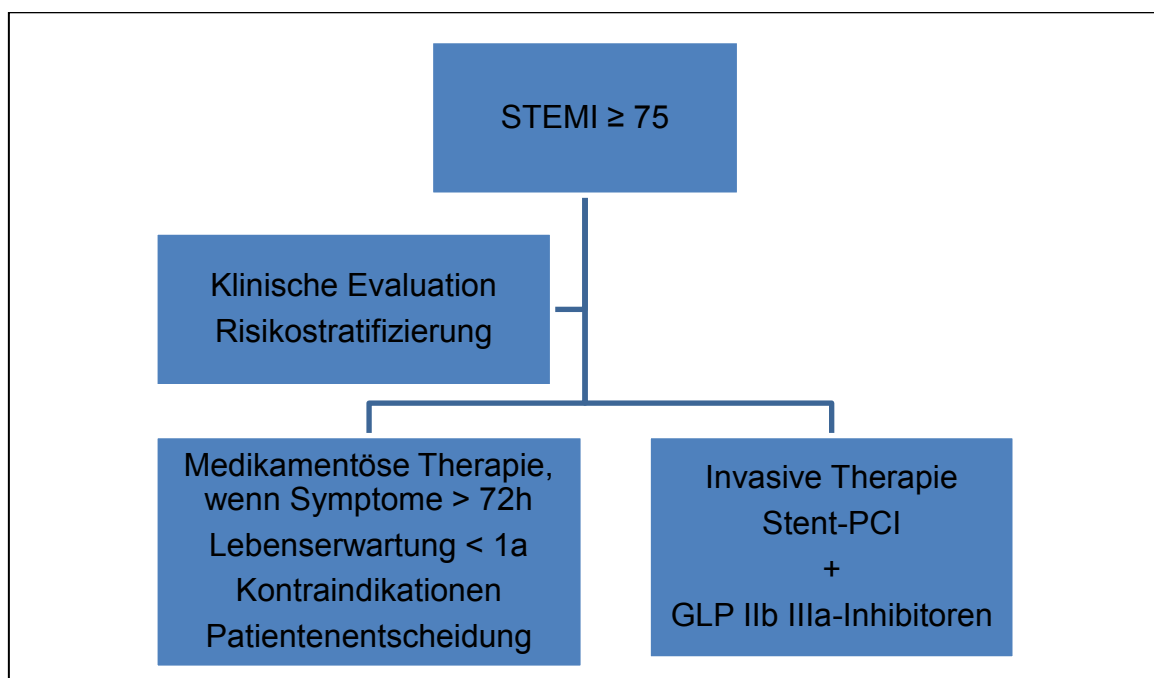 STEMI ≥ 75
Klinische Evaluation
Risikostratifizierung
Medikamentöse Therapie,
wenn Symptome > 72h
Lebenserwartung < 1a
Kontraindikationen
Patientenentscheidung
Invasive Therapie
Stent-PCI
+
GLP IIb IIIa-Inhibitoren